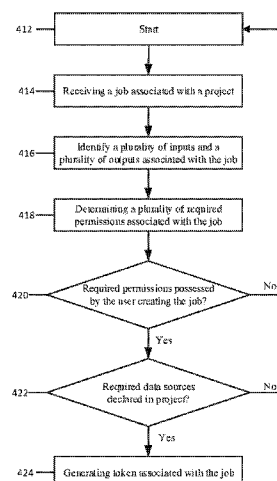 412
Start
414
Receiving a job associated with a project
416
Identify a plurality of inputs and a
plurality of outputs associated with the job
418
Determining a plurality of required
permissions associated with the job
420
Required permissions possessed
by the user creating the job?
No
Yes
422
Required data sources
declared in project?
No
Yes
424
Generating token associated with the job